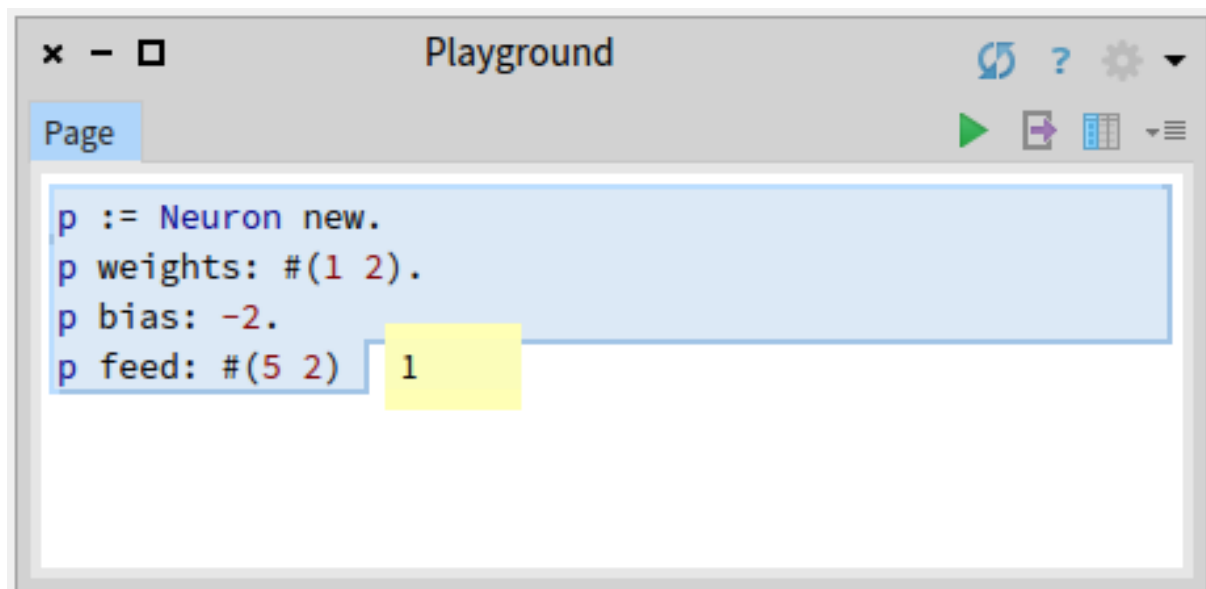 Playground
?
Page
p := Neuron new.
p weights: #(1 2).
p bias: -2.
p feed: #(5 2) 1